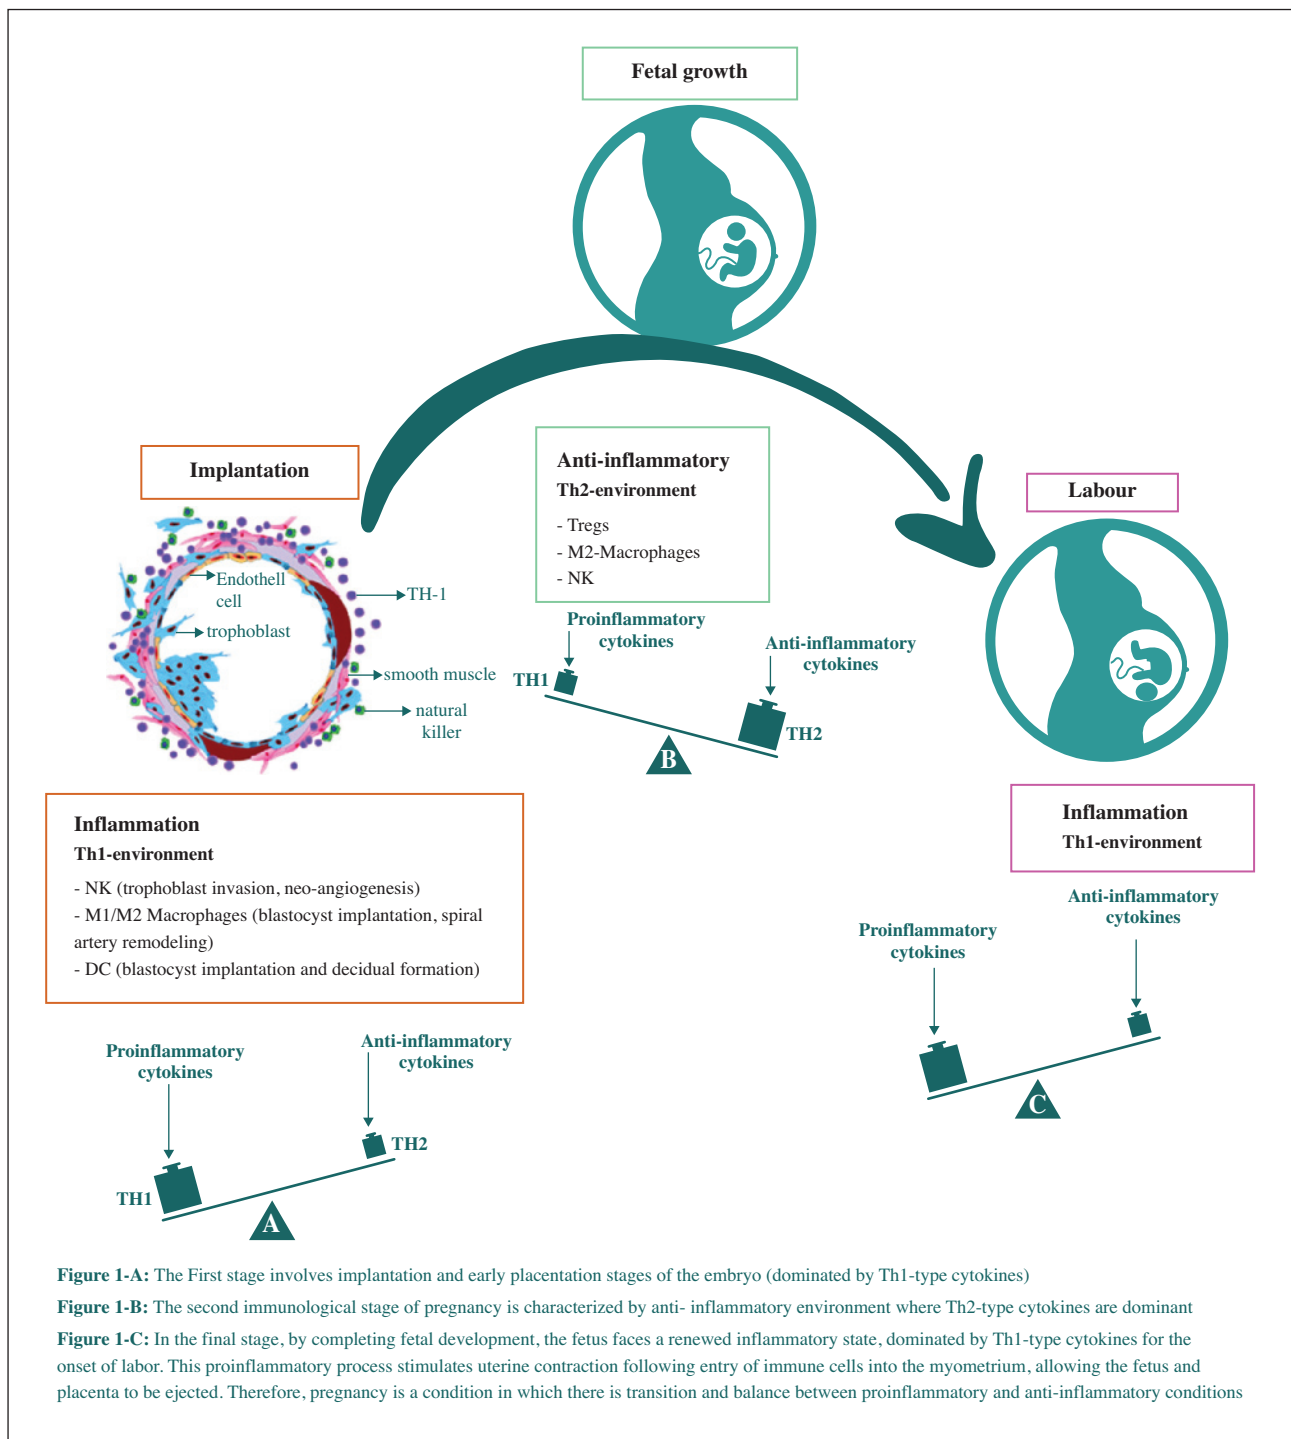 Fetal growth
Implantation
Endothell
cell
trophoblast
TH-1
smooth muscle
natural
killer
Anti-inflammatory
Th2-environment
- Tregs
- M2-Macrophages
- NK
Proinflammatory
cytokines
Anti-inflammatory
cytokines
TH1
TH2
B
Labour
Inflammation
Th1-environment
- NK (trophoblast invasion, neo-angiogenesis)
- M1/M2 Macrophages (blastocyst implantation, spiral
artery remodeling)
- DC (blastocyst implantation and decidual formation)
Proinflammatory
cytokines
Anti-inflammatory
cytokines
TH1
TH2
A
Inflammation
Th1-environment
Proinflammatory
cytokines
Anti-inflammatory
cytokines
C
Figure 1-A: The First stage involves implantation and early placentation stages of the embryo (dominated by Th1-type cytokines)
Figure 1-B: The second immunological stage of pregnancy is characterized by anti- inflammatory environment where Th2-type cytokines are dominant
Figure 1-C: In the final stage, by completing fetal development, the fetus faces a renewed inflammatory state, dominated by Th1-type cytokines for the
onset of labor. This proinflammatory process stimulates uterine contraction following entry of immune cells into the myometrium, allowing the fetus and
placenta to be ejected. Therefore, pregnancy is a condition in which there is transition and balance between proinflammatory and anti-inflammatory conditions